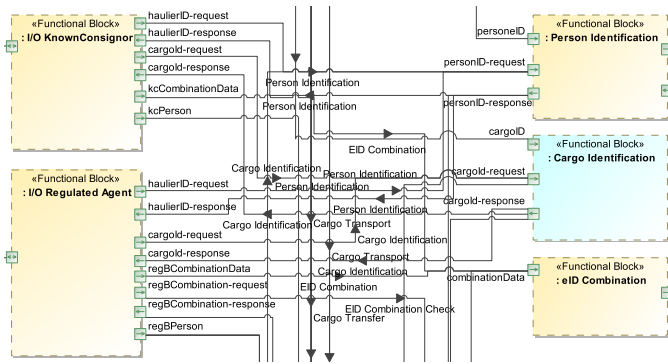 «Functional Block»
: I/O KnownConsignor
haulierID-request
haulierID-response
cargoId-request
cargoId-response
kcCombinationData
kcPerson
«Functional Block»
: I/O Regulated Agent
haulierID-request
haulierID-response
cargoId-request
cargoId-response
regBCombinationData
regBCombination-request
regBCombination-response
regBPerson
Person Identification
Person Identification
EID Combination
Cargo Identification
Person Identification
Person Identification
Person Identification
Cargo Identification
Cargo Transport
Cargo Identification
Cargo Transport
Cargo Identification
EID Combination
EID Combination Check
Cargo Transfer
personeID
personID-request
personID-response
cargoID
cargoId-request
cargoId-response
combinationData
«Functional Block»
: Person Identification
«Functional Block»
: Cargo Identification
«Functional Block»
: eID Combination